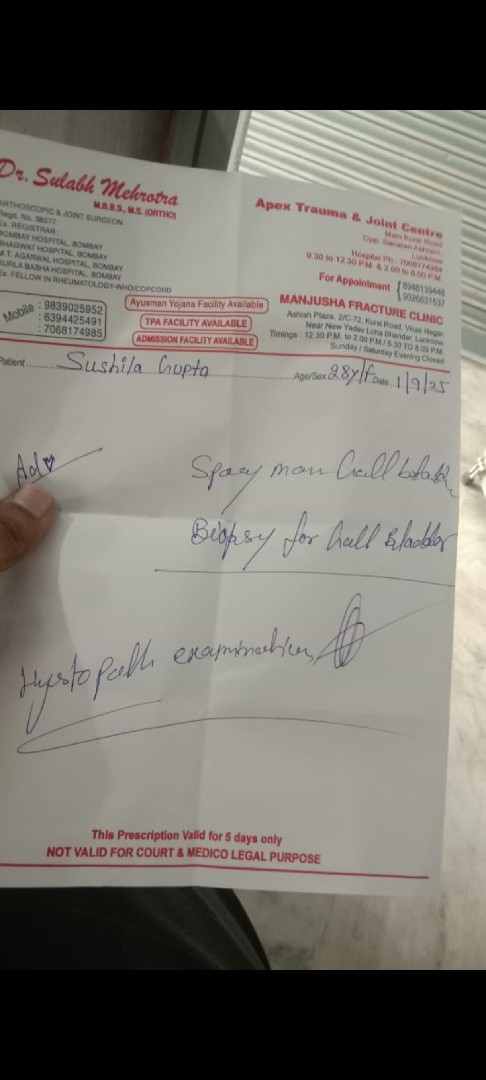 Dr. Sulabh Mehrotra
M.B.B.S., M.S. (ORTHO)
ARTHOSCOPIC & JOINT SURGEON
Regd. No. 38577
Ex. REGISTRAR :
BOMBAY HOSPITAL, BOMBAY
BHAGWAT HOSPITAL, BOMBAY
M.T. AGARWAL HOSPITAL, BOMBAY
KURLA BABHA HOSPITAL, BOMBAY
Ex. FELLOW IN RHEUMATOLOGY-WHO/COPCORD
Apex Trauma & Joint Centre
Main Kursi Road
Opp.
Lucknow
Hospital Ph.: 7068174984
9.30 to 12.30 P.M. & 2.00 to 6.00 P.M.
For Appointment 8948139448
9026631537
Mobile : 9839025952
: 6394425491
: 7068174985
Ayusman Yojana Facility Available
TPA FACILITY AVAILABLE
ADMISSION FACILITY AVAILABLE
MANJUSHA FRACTURE CLINIC
Ashish Plaza, 2/C-72, Kursi Road, Vikas Nagar,
Near New Yadav Loha Bhandar, Lucknow
Timings : 12.30 P.M. to 2.00 P.M./ 6.30 TO 8.00 P.M.
Sunday / Saturday Evening Closed
Patient Sushila Gupta Age/Sex 28y/f Date 1/9/25
Adv
Gall
Biopsy for Gall Bladder
examination
This Prescription Valid for 5 days only
NOT VALID FOR COURT & MEDICO LEGAL PURPOSE